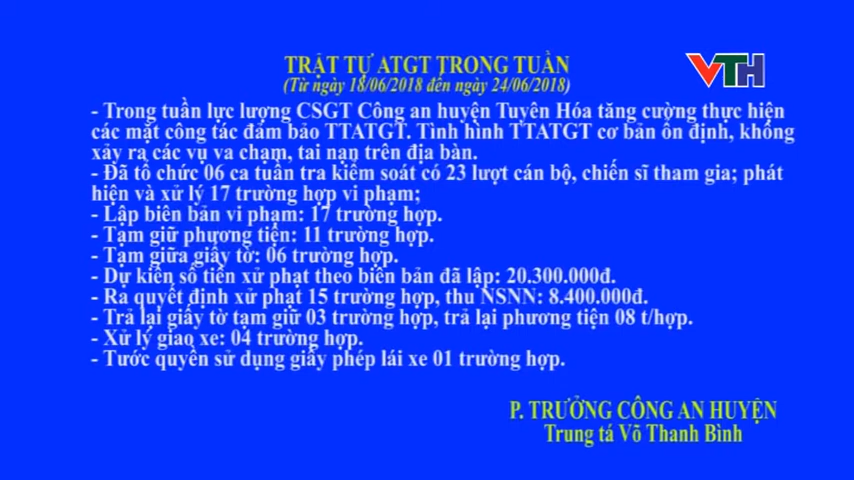 TRẬT TỰ ATGT TRONG TUẦN
VTH
(Từ ngày 18/06/2018 đến ngày 24/06/2018)
- Trong tuần lực lượng CSGT Công an huyện Tuyên Hóa tăng cường thực hiện
các mặt công tác đảm bảo TTATGT. Tình hình TTATGT cơ bản ổn định, không
xảy ra các vụ va chạm, tai nạn trên địa bàn.
- Đã tổ chức 06 ca tuần tra kiểm soát có 23 lượt cán bộ, chiến sĩ tham gia; phát
hiện và xử lý 17 trường hợp vi phạm;
- Lập biên bản vi phạm: 17 trường hợp.
- Tạm giữ phương tiện: 11 trường hợp.
- Tạm giữa giấy tờ: 06 trường hợp.
- Dự kiến số tiền xử phạt theo biên bản đã lập: 20.300.000đ.
- Ra quyết định xử phạt 15 trường hợp, thu NSNN: 8.400.000đ.
- Trả lại giấy tờ tạm giữ 03 trường hợp, trả lại phương tiện 08 t/hợp.
- Xử lý giao xe: 04 trường hợp.
- Tước quyền sử dụng giấy phép lái xe 01 trường hợp.
P. TRƯỞNG CÔNG AN HUYỆN
Trung tá Võ Thanh Bình